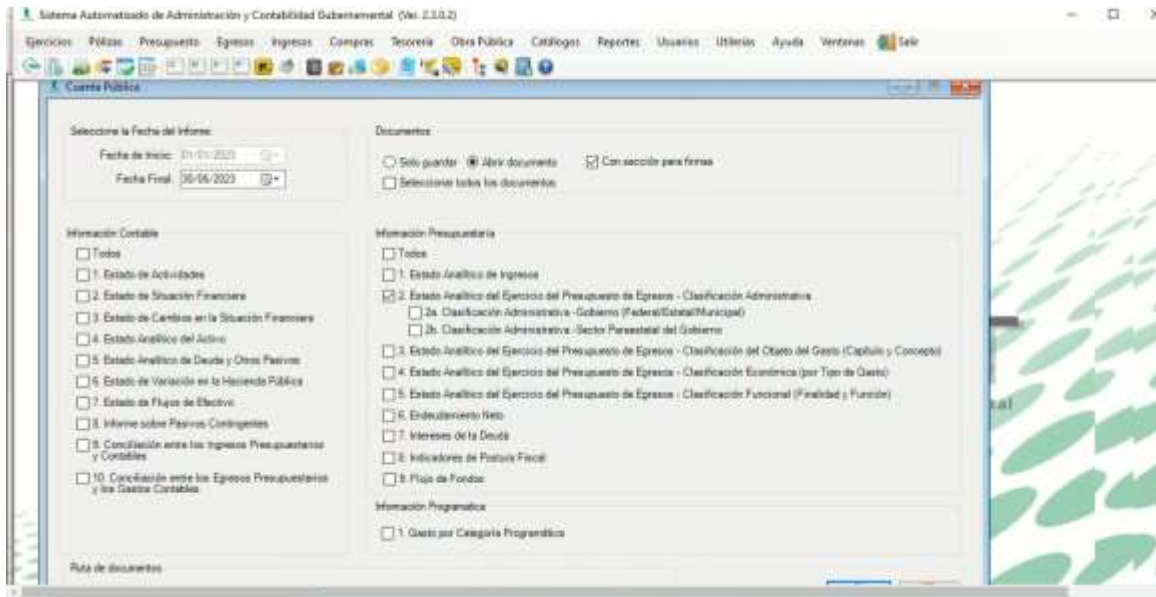 Sistema Automatizado de Administración y Contabilidad Gubernamental (Ver. 2.3.0.2)
Ejercicios Pólizas Presupuesto Egresos Ingresos Compras Tesorería Obra Pública Catálogos Reportes Usuarios Utilerías Ayuda Ventanas Salir
Cuenta Pública
Seleccione la Fecha del Informe:
Fecha de Inicio: 01/01/2023
Fecha Final: 30/06/2023
Documentos
Solo guardar Abrir documento Con sección para firmas
Seleccionar todos los documentos
Información Contable
Todos
1. Estado de Actividades
2. Estado de Situación Financiera
3. Estado de Cambios en la Situación Financiera
4. Estado Analítico del Activo
5. Estado Analítico de Deuda y Otros Pasivos
6. Estado de Variación en la Hacienda Pública
7. Estado de Flujos de Efectivo
8. Informe sobre Pasivos Contingentes
9. Conciliación entre los Ingresos Presupuestarios
y Contables
10. Conciliación entre los Egresos Presupuestarios
y los Gastos Contables
Información Presupuestaria
Todos
1. Estado Analítico de Ingresos
2. Estado Analítico del Ejercicio del Presupuesto de Egresos - Clasificación Administrativa
2a. Clasificación Administrativa -Gobierno (Federal/Estatal/Municipal)
2b. Clasificación Administrativa -Sector Paraestatal del Gobierno
3. Estado Analítico del Ejercicio del Presupuesto de Egresos - Clasificación del Objeto del Gasto (Capítulo y Concepto)
4. Estado Analítico del Ejercicio del Presupuesto de Egresos - Clasificación Económica (por Tipo de Gasto)
5. Estado Analítico del Ejercicio del Presupuesto de Egresos - Clasificación Funcional (Finalidad y Función)
6. Endeudamiento Neto
7. Intereses de la Deuda
8. Indicadores de Postura Fiscal
9. Flujo de Fondos
Información Programatica
1. Gasto por Categoría Programática
Ruta de documentos